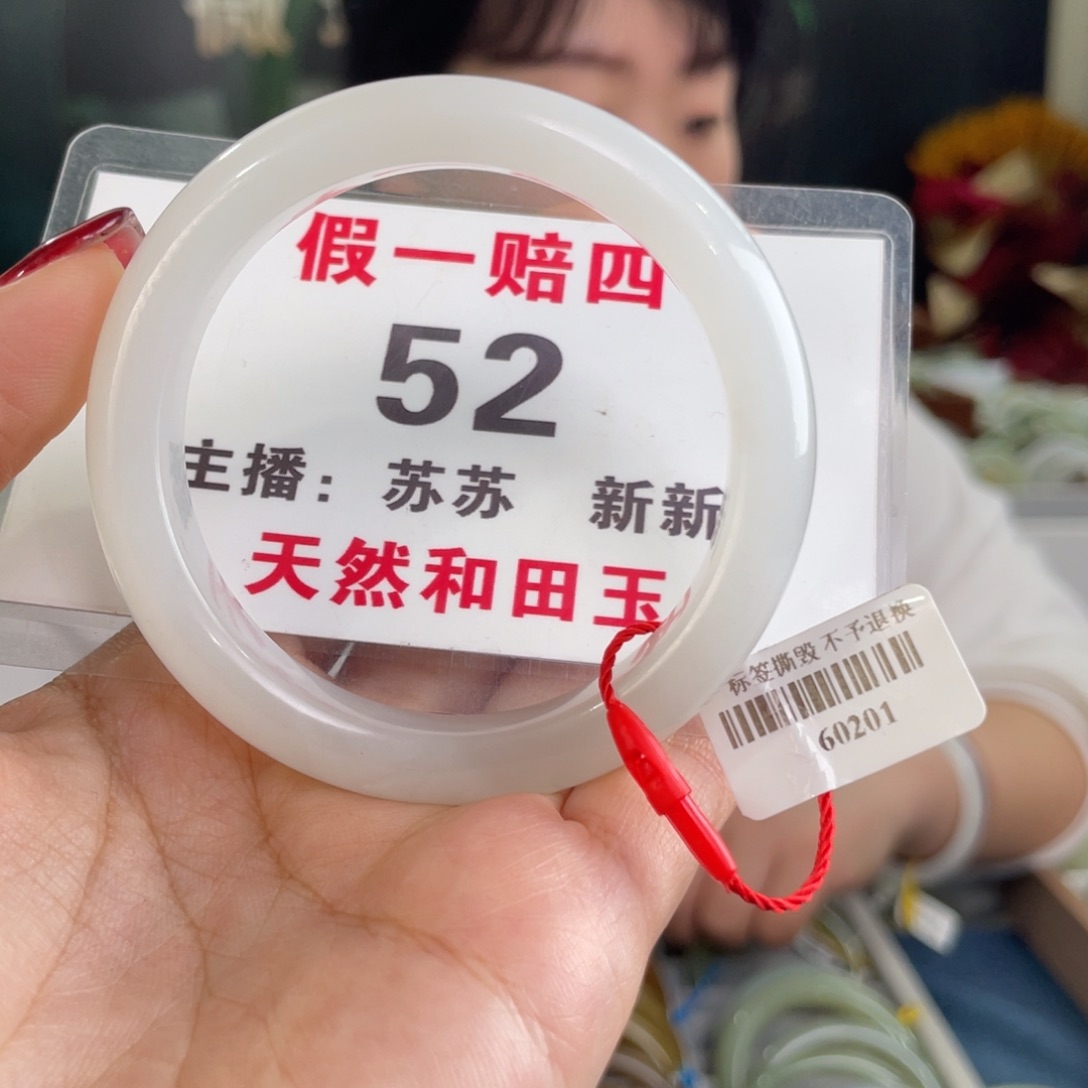 假一赔四
52
主播：苏苏 新新
天然和田玉
标签撕毁 不予退换
60201